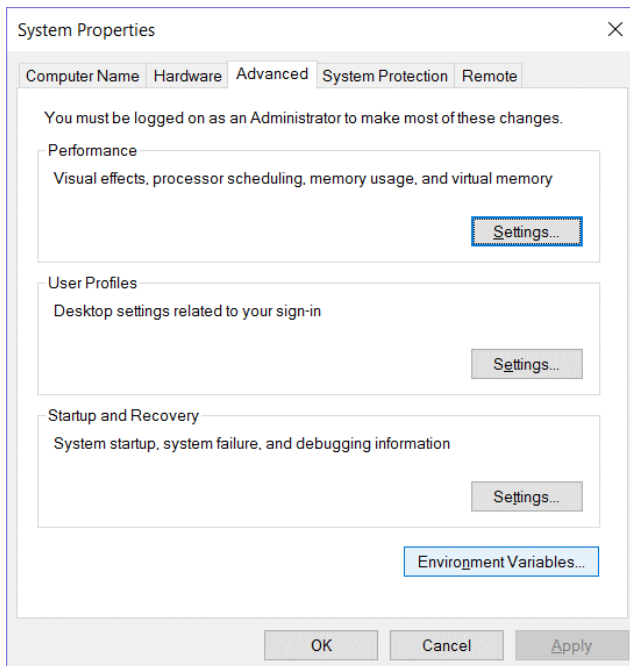 System Properties
Computer Name Hardware Advanced System Protection Remote
You must be logged on as an Administrator to make most of these changes.
Performance
Visual effects, processor scheduling, memory usage, and virtual memory
Settings...
User Profiles
Desktop settings related to your sign-in
Settings...
Startup and Recovery
System startup, system failure, and debugging information
Settings...
Environment Variables...
OK Cancel Apply